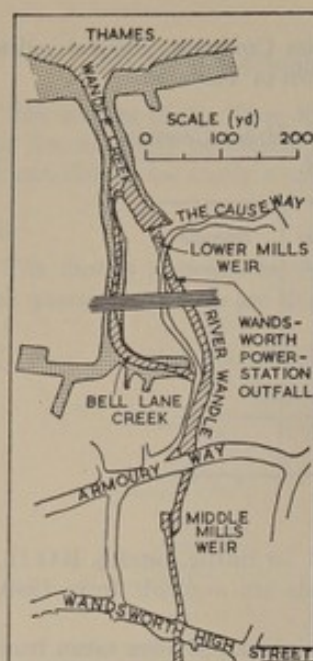 THAMES
WANDLE CREEK
SCALE (yd)
0 100 200
THE CAUSEWAY
LOWER MILLS
WEIR
WANDS-
WORTH
POWER-
STATION
OUTFALL
RIVER WANDLE
BELL LANE
CREEK
ARMOURY WAY
MIDDLE
MILLS
WEIR
WANDSWORTH HIGH
STREET